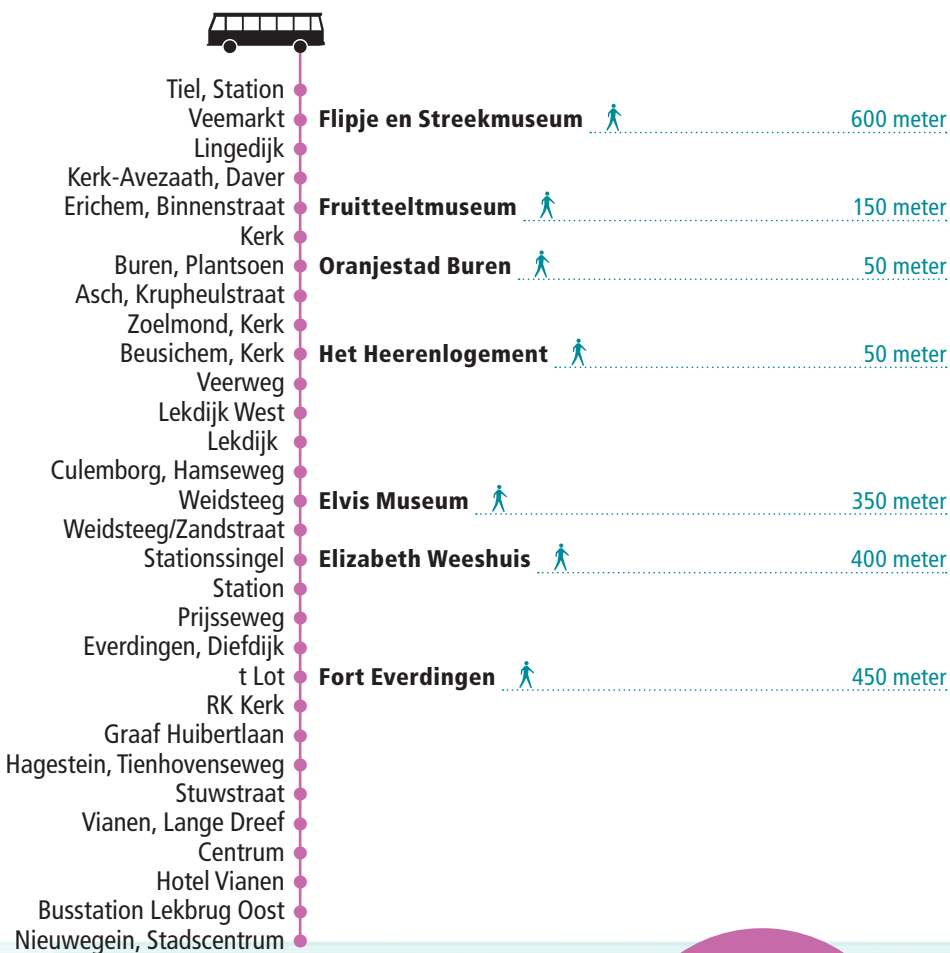 Tiel, Station
Veemarkt Flipje en Streekmuseum 600 meter
Lingedijk
Kerk-Avezaath, Daver
Erichem, Binnenstraat Fruitteeltmuseum 150 meter
Kerk
Buren, Plantsoen Oranjestad Buren 50 meter
Asch, Krupheulstraat
Zoelmond, Kerk
Beusichem, Kerk Het Heerenlogement 50 meter
Veerweg
Lekdijk West
Lekdijk
Culemborg, Hamseweg
Weidsteeg Elvis Museum 350 meter
Weidsteeg/Zandstraat
Stationssingel Elizabeth Weeshuis 400 meter
Station
Prijsseweg
Everdingen, Diefdijk
t Lot Fort Everdingen 450 meter
RK Kerk
Graaf Huibertlaan
Hagestein, Tienhovenseweg
Stuwstraat
Vianen, Lange Dreef
Centrum
Hotel Vianen
Busstation Lekbrug Oost
Nieuwegein, Stadscentrum